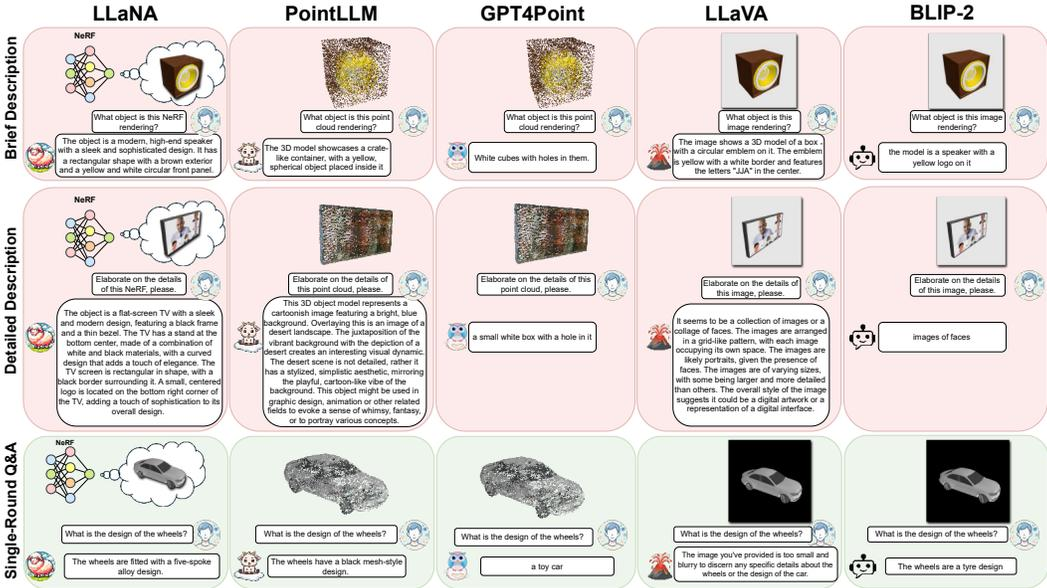 LLaNA PointLLM GPT4Point LLaVA BLIP-2
Brief Description
NeRF
What object is this NeRF
rendering?
The object is a modern, high-end speaker
with a sleek and sophisticated design. It has
a rectangular shape with a brown exterior
and a yellow and white circular front panel.
What object is this point
cloud rendering?
The 3D model showcases a crate-
like container, with a yellow,
spherical object placed inside it
What object is this point
cloud rendering?
White cubes with holes in them.
What object is this
image rendering?
The image shows a 3D model of a box
with a circular emblem on it. The emblem
is yellow with a white border and features
the letters "JJA" in the center.
What object is this image
rendering?
the model is a speaker with a
yellow logo on it
Detailed Description
NeRF
Elaborate on the details
of this NeRF, please.
The object is a flat-screen TV with a sleek
and modern design, featuring a black frame
and a thin bezel. The TV has a stand at the
bottom center, made of a combination of
white and black materials, with a curved
design that adds a touch of elegance. The
TV screen is rectangular in shape, with a
black border surrounding it. A small, centered
logo is located on the bottom right corner of
the TV, adding a touch of sophistication to its
overall design.
Elaborate on the details of
this point cloud, please.
This 3D object model represents a
cartoonish image featuring a bright, blue
background. Overlaying this is an image of a
desert landscape. The juxtaposition of the
vibrant background with the depiction of a
desert creates an interesting visual dynamic.
The desert scene is not detailed, rather it
has a stylized, simplistic aesthetic, mirroring
the playful, cartoon-like vibe of the
background. This object might be used in
graphic design, animation or other related
fields to evoke a sense of whimsy, fantasy,
or to portray various concepts.
Elaborate on the details of this
point cloud, please.
a small white box with a hole in it
Elaborate on the details of
this image, please.
It seems to be a collection of images or a
collage of faces. The images are arranged
in a grid-like pattern, with each image
occupying its own space. The images are
likely portraits, given the presence of
faces. The images are of varying sizes,
with some being larger and more detailed
than others. The overall style of the image
suggests it could be a digital artwork or a
representation of a digital interface.
Elaborate on the details
of this image, please.
images of faces
Single-Round Q&A
NeRF
What is the design of the wheels?
The wheels are fitted with a five-spoke
alloy design.
What is the design of the wheels?
The wheels have a black mesh-style
design.
What is the design of the wheels?
a toy car
What is the design of the wheels?
The image you've provided is too small and
blurry to discern any specific details about the
wheels or the design of the car.
What is the design of the wheels?
The wheels are a tyre design